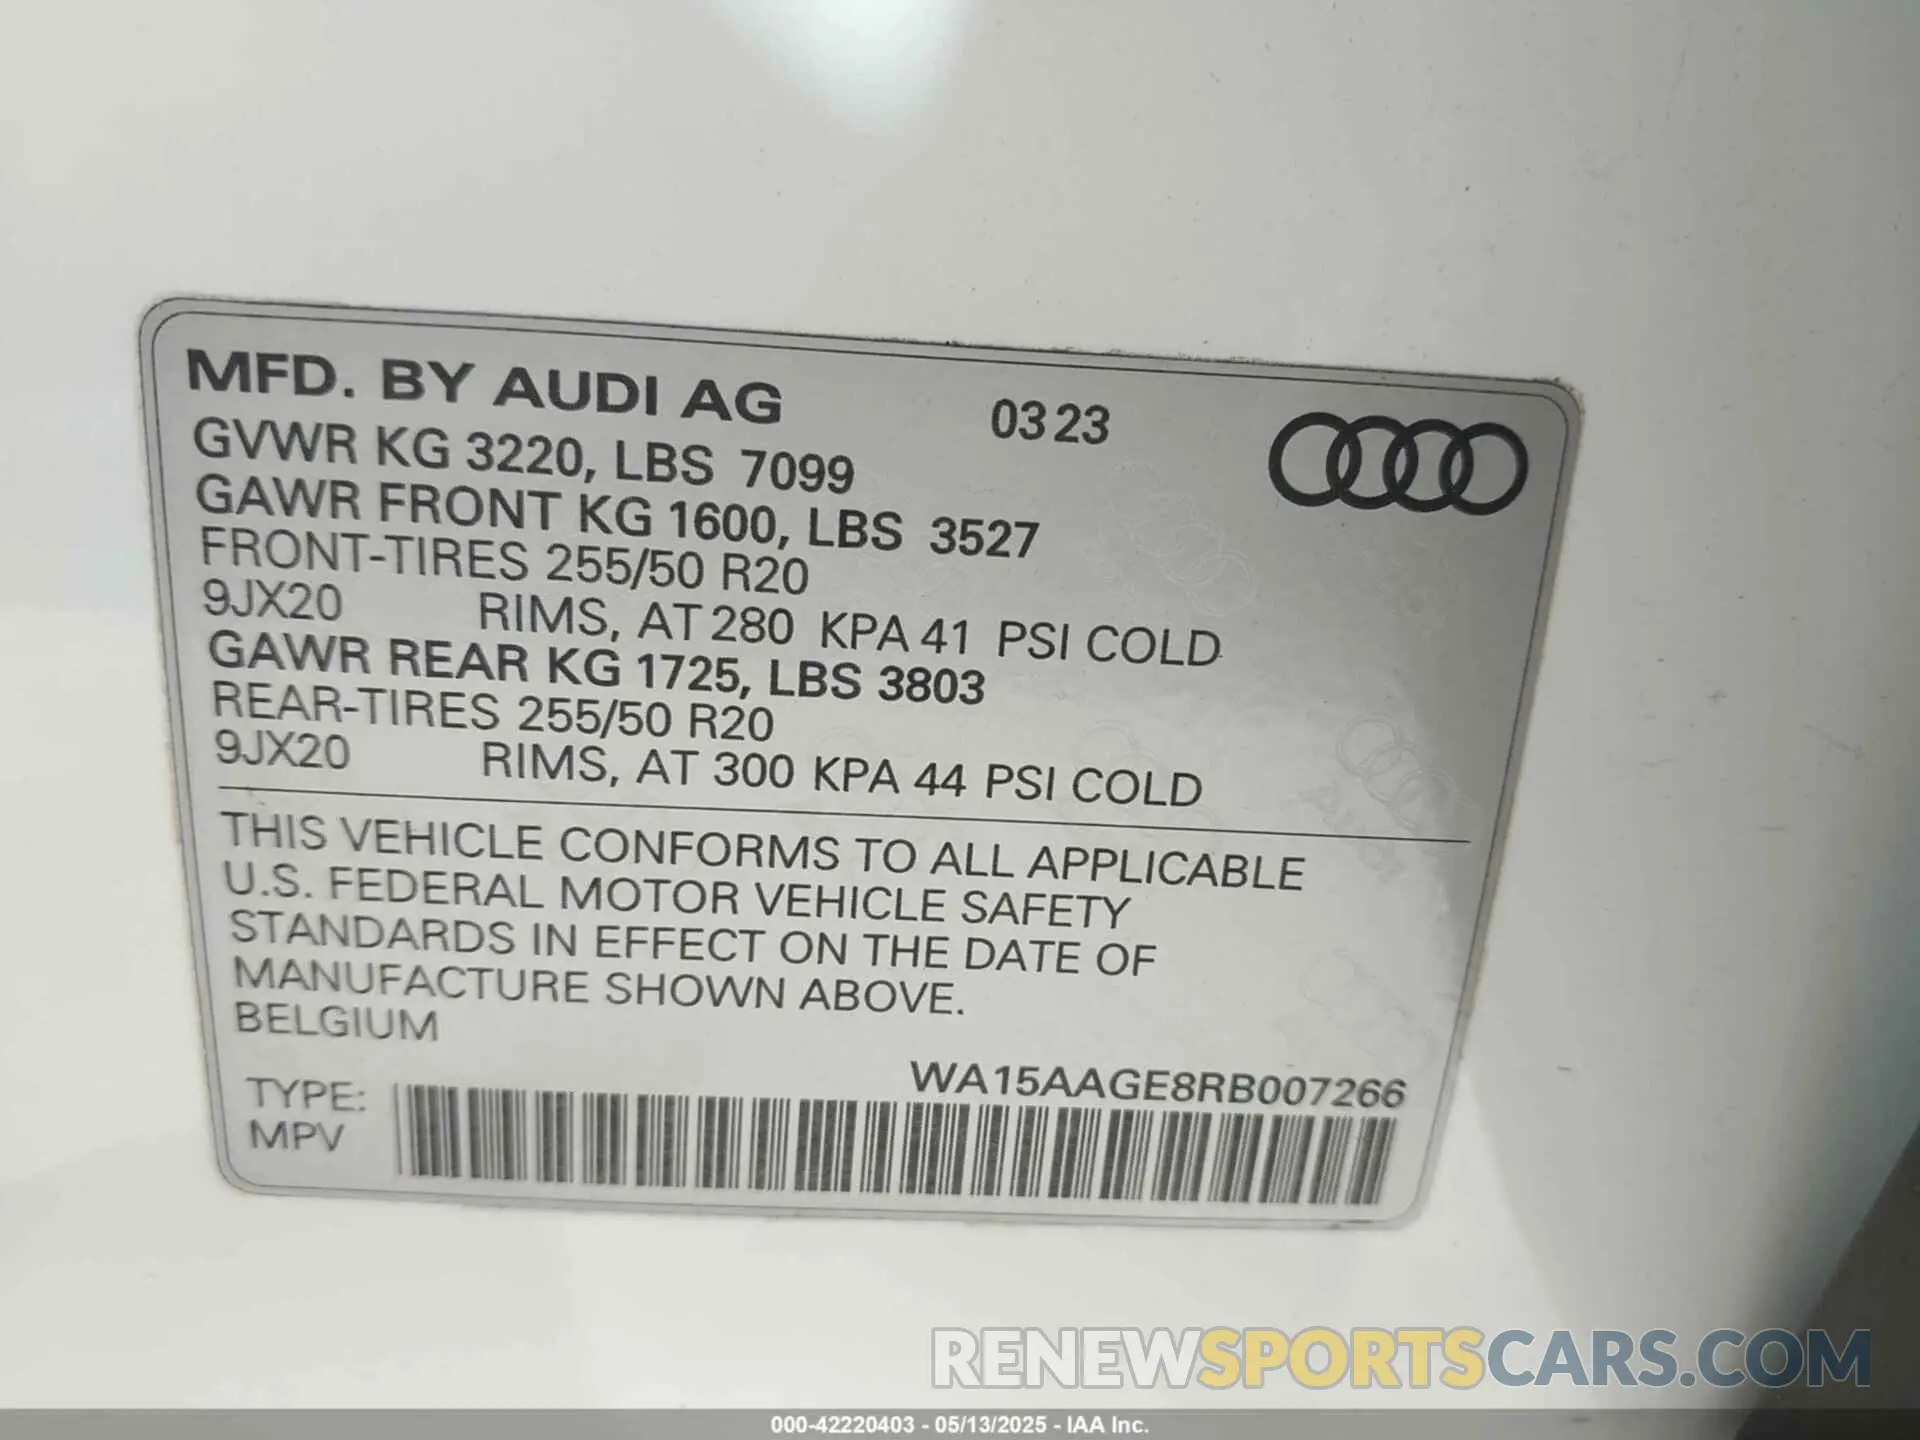 MFD. BY AUDI AG 03 23
GVWR KG 3220, LBS 7099
GAWR FRONT KG 1600, LBS 3527
FRONT-TIRES 255/50 R20
9JX20 RIMS, AT 280 KPA 41 PSI COLD
GAWR REAR KG 1725, LBS 3803
REAR-TIRES 255/50 R20
9JX20 RIMS, AT 300 KPA 44 PSI COLD
THIS VEHICLE CONFORMS TO ALL APPLICABLE
U.S. FEDERAL MOTOR VEHICLE SAFETY
STANDARDS IN EFFECT ON THE DATE OF
MANUFACTURE SHOWN ABOVE.
BELGIUM
WA15AAGE8RB007266
TYPE:
MPV
RENEWSPORTSCARS.COM
000-42220403 - 05/13/2025 - IAA Inc.